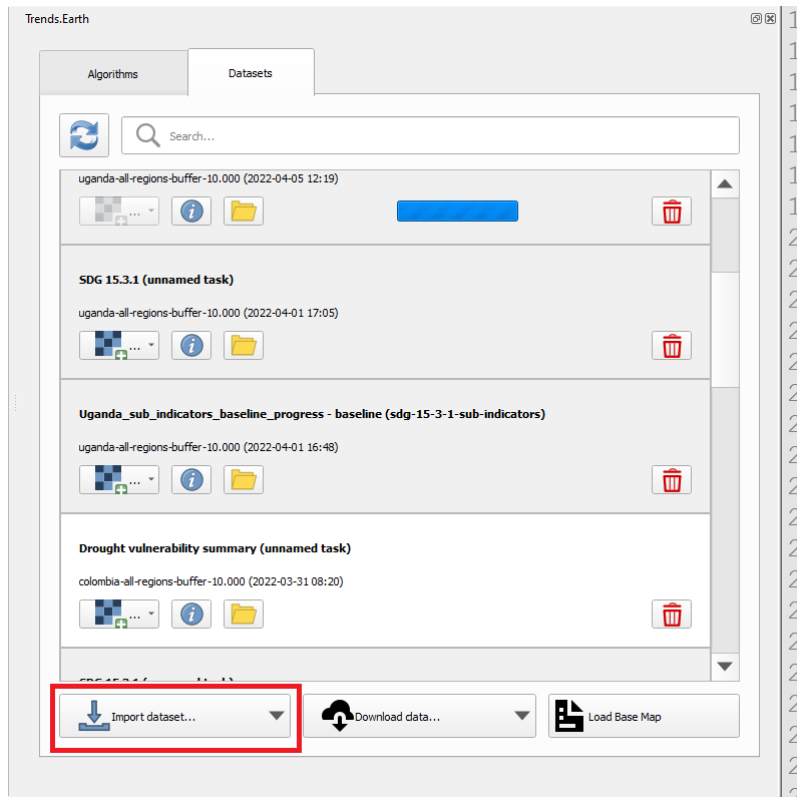 Trends.Earth
Algorithms Datasets
Search...
uganda-all-regions-buffer-10.000 (2022-04-05 12:19)
...
SDG 15.3.1 (unnamed task)
uganda-all-regions-buffer-10.000 (2022-04-01 17:05)
...
Uganda_sub_indicators_baseline_progress - baseline (sdg-15-3-1-sub-indicators)
uganda-all-regions-buffer-10.000 (2022-04-01 16:48)
...
Drought vulnerability summary (unnamed task)
colombia-all-regions-buffer-10.000 (2022-03-31 08:20)
...
Import dataset... Download data... Load Base Map